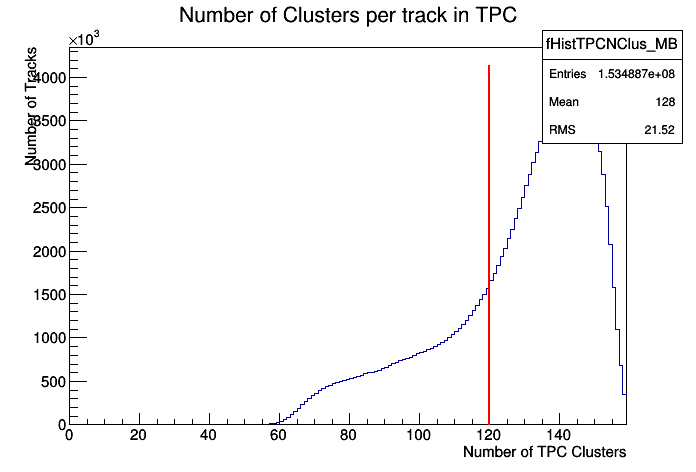 Number of Clusters per track in TPC
×10³
fHistTPCNClus_MB
Entries 1.534887e+08
Mean 128
RMS 21.52
Number of Tracks
4000
3500
3000
2500
2000
1500
1000
500
0
0 20 40 60 80 100 120 140
Number of TPC Clusters